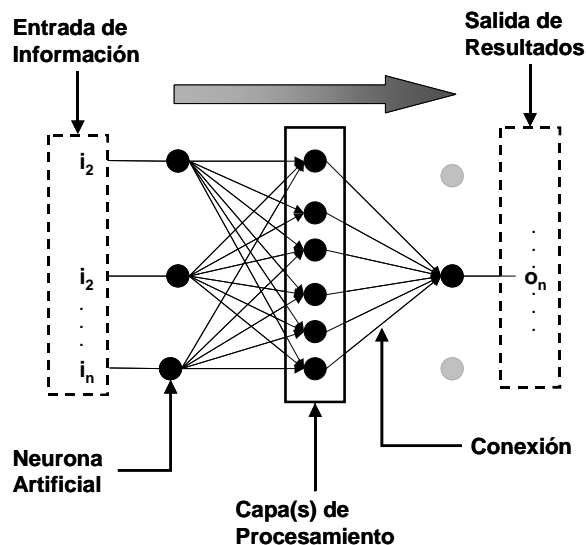 Entrada de
Información
Salida de
Resultados
i2
i2
.
.
.
in
.
.
.
on
.
.
.
Neurona
Artificial
Conexión
Capa(s) de
Procesamiento